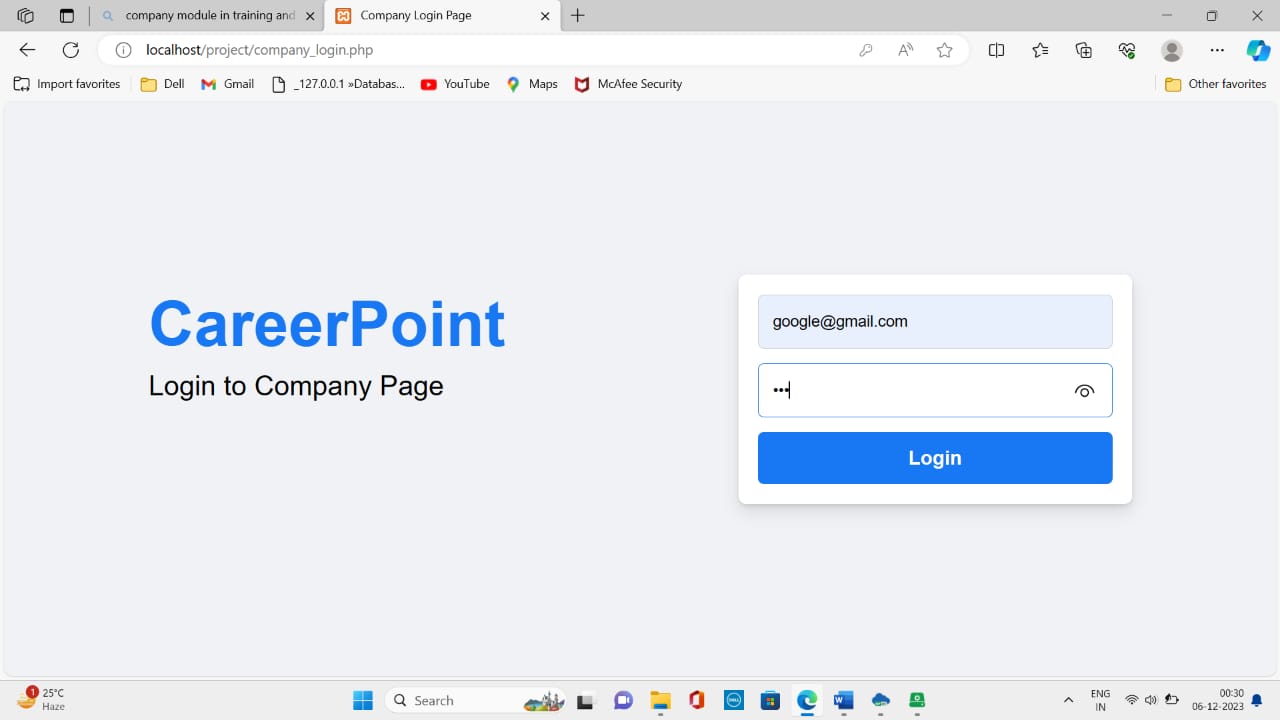 company module in training and
Company Login Page
localhost/project/company_login.php
Import favorites
Dell
Gmail
_127.0.0.1 »Databas...
YouTube
Maps
McAfee Security
Other favorites
CareerPoint
Login to Company Page
google@gmail.com
•••
Login
1
25°C
Haze
Search
DELL
W
ENG
IN
00:30
06-12-2023